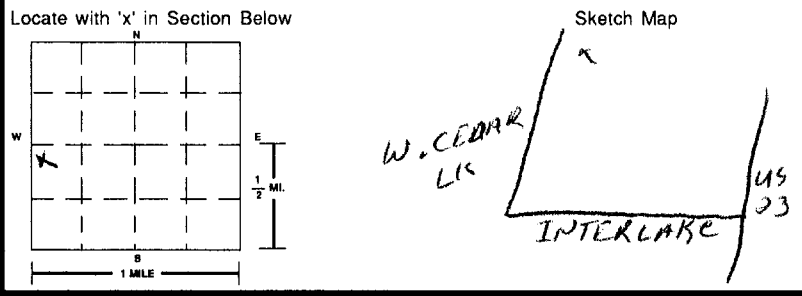 Locate with 'x' in Section Below
Sketch Map
N
W
E
X
1/2 MI.
S
1 MILE
x
W. CEDAR
LK
INTERLAKE
US
23